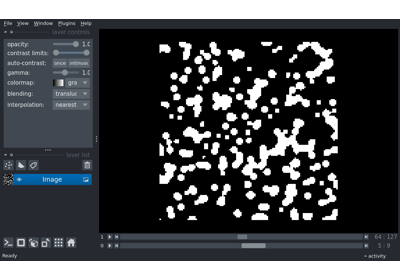 File View Window Plugins Help
layer controls
opacity: 1.0
contrast limits:
auto-contrast: once continuous
gamma: 1.0
colormap: gra
blending: transluc
interpolation: nearest
layer list
Image
1 64 127
0 5 9
Ready activity